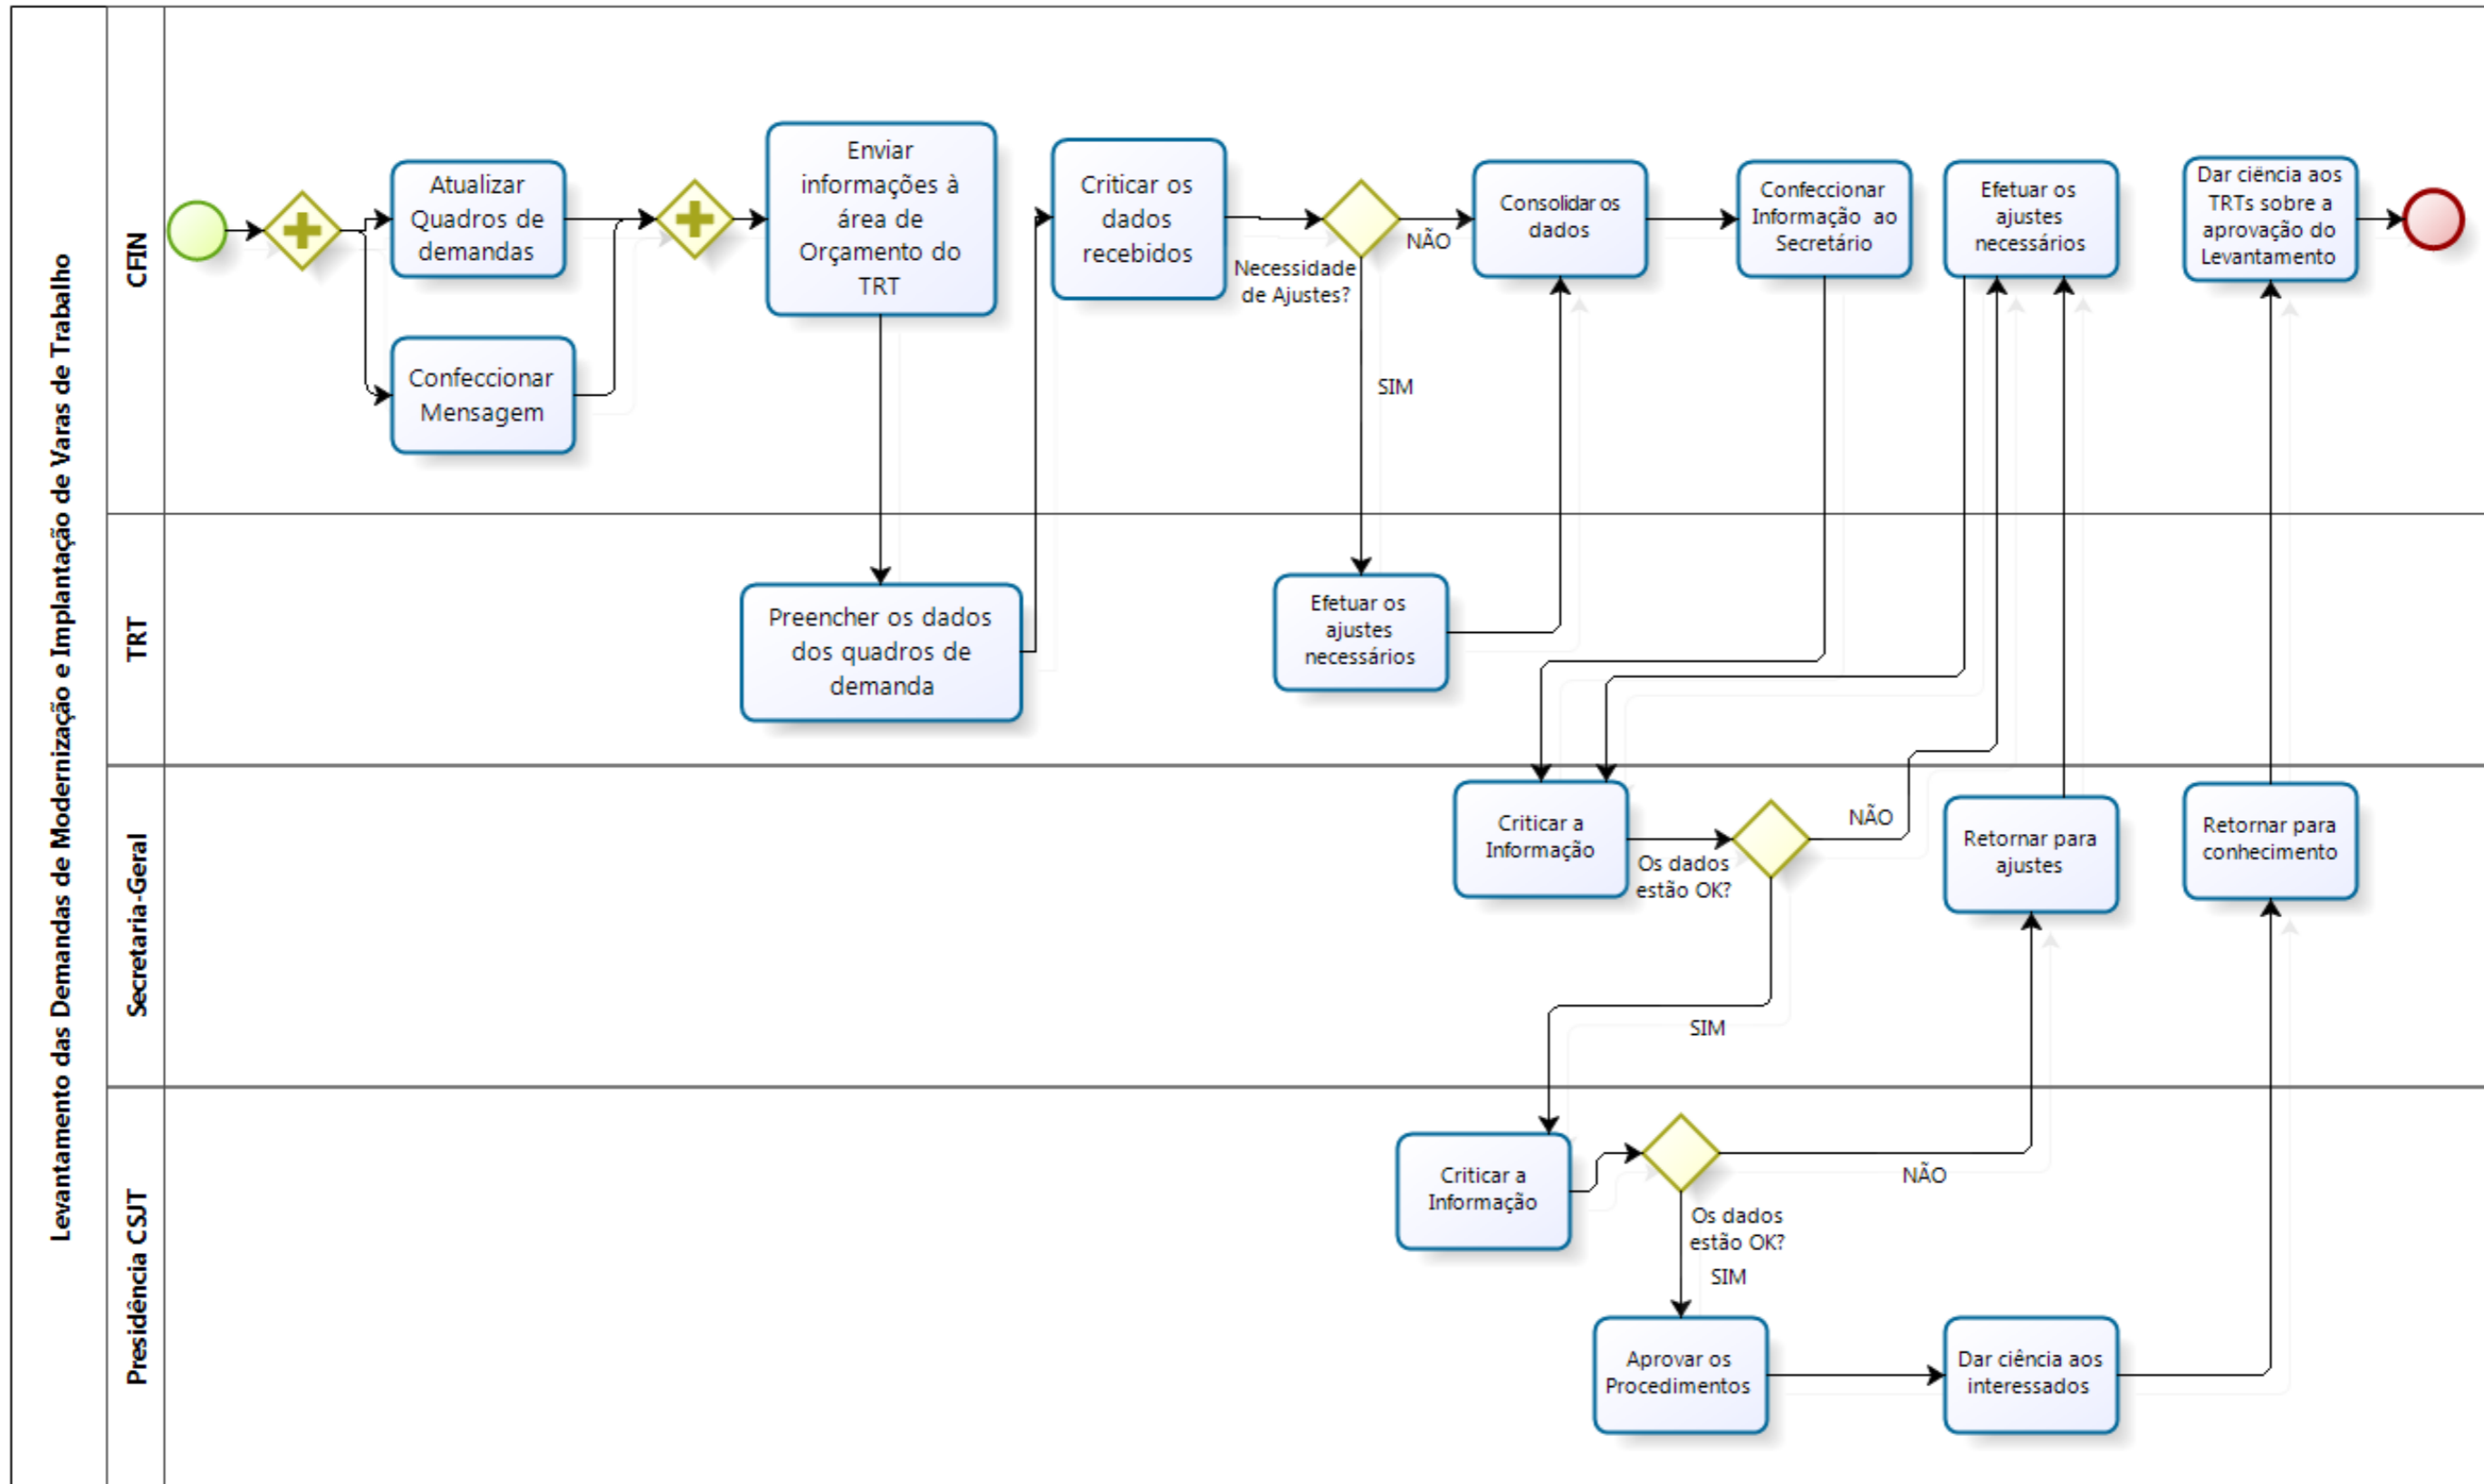 Levantamento das Demandas de Modernização e Implantação de Varas de Trabalho
CFIN
Atualizar
Quadros de
demandas
Confeccionar
Mensagem
Enviar
informações à
área de
Orçamento do
TRT
Criticar os
dados
recebidos
Necessidade
de Ajustes?
NÃO
SIM
Consolidar os
dados
Confeccionar
Informação ao
Secretário
Efetuar os
ajustes
necessários
Dar ciência aos
TRTs sobre a
aprovação do
Levantamento
TRT
Preencher os dados
dos quadros de
demanda
Efetuar os
ajustes
necessários
Secretaria-Geral
Criticar a
Informação
Os dados
estão OK?
NÃO
SIM
Retornar para
ajustes
Retornar para
conhecimento
Presidência CSJT
Criticar a
Informação
Os dados
estão OK?
NÃO
SIM
Aprovar os
Procedimentos
Dar ciência aos
interessados